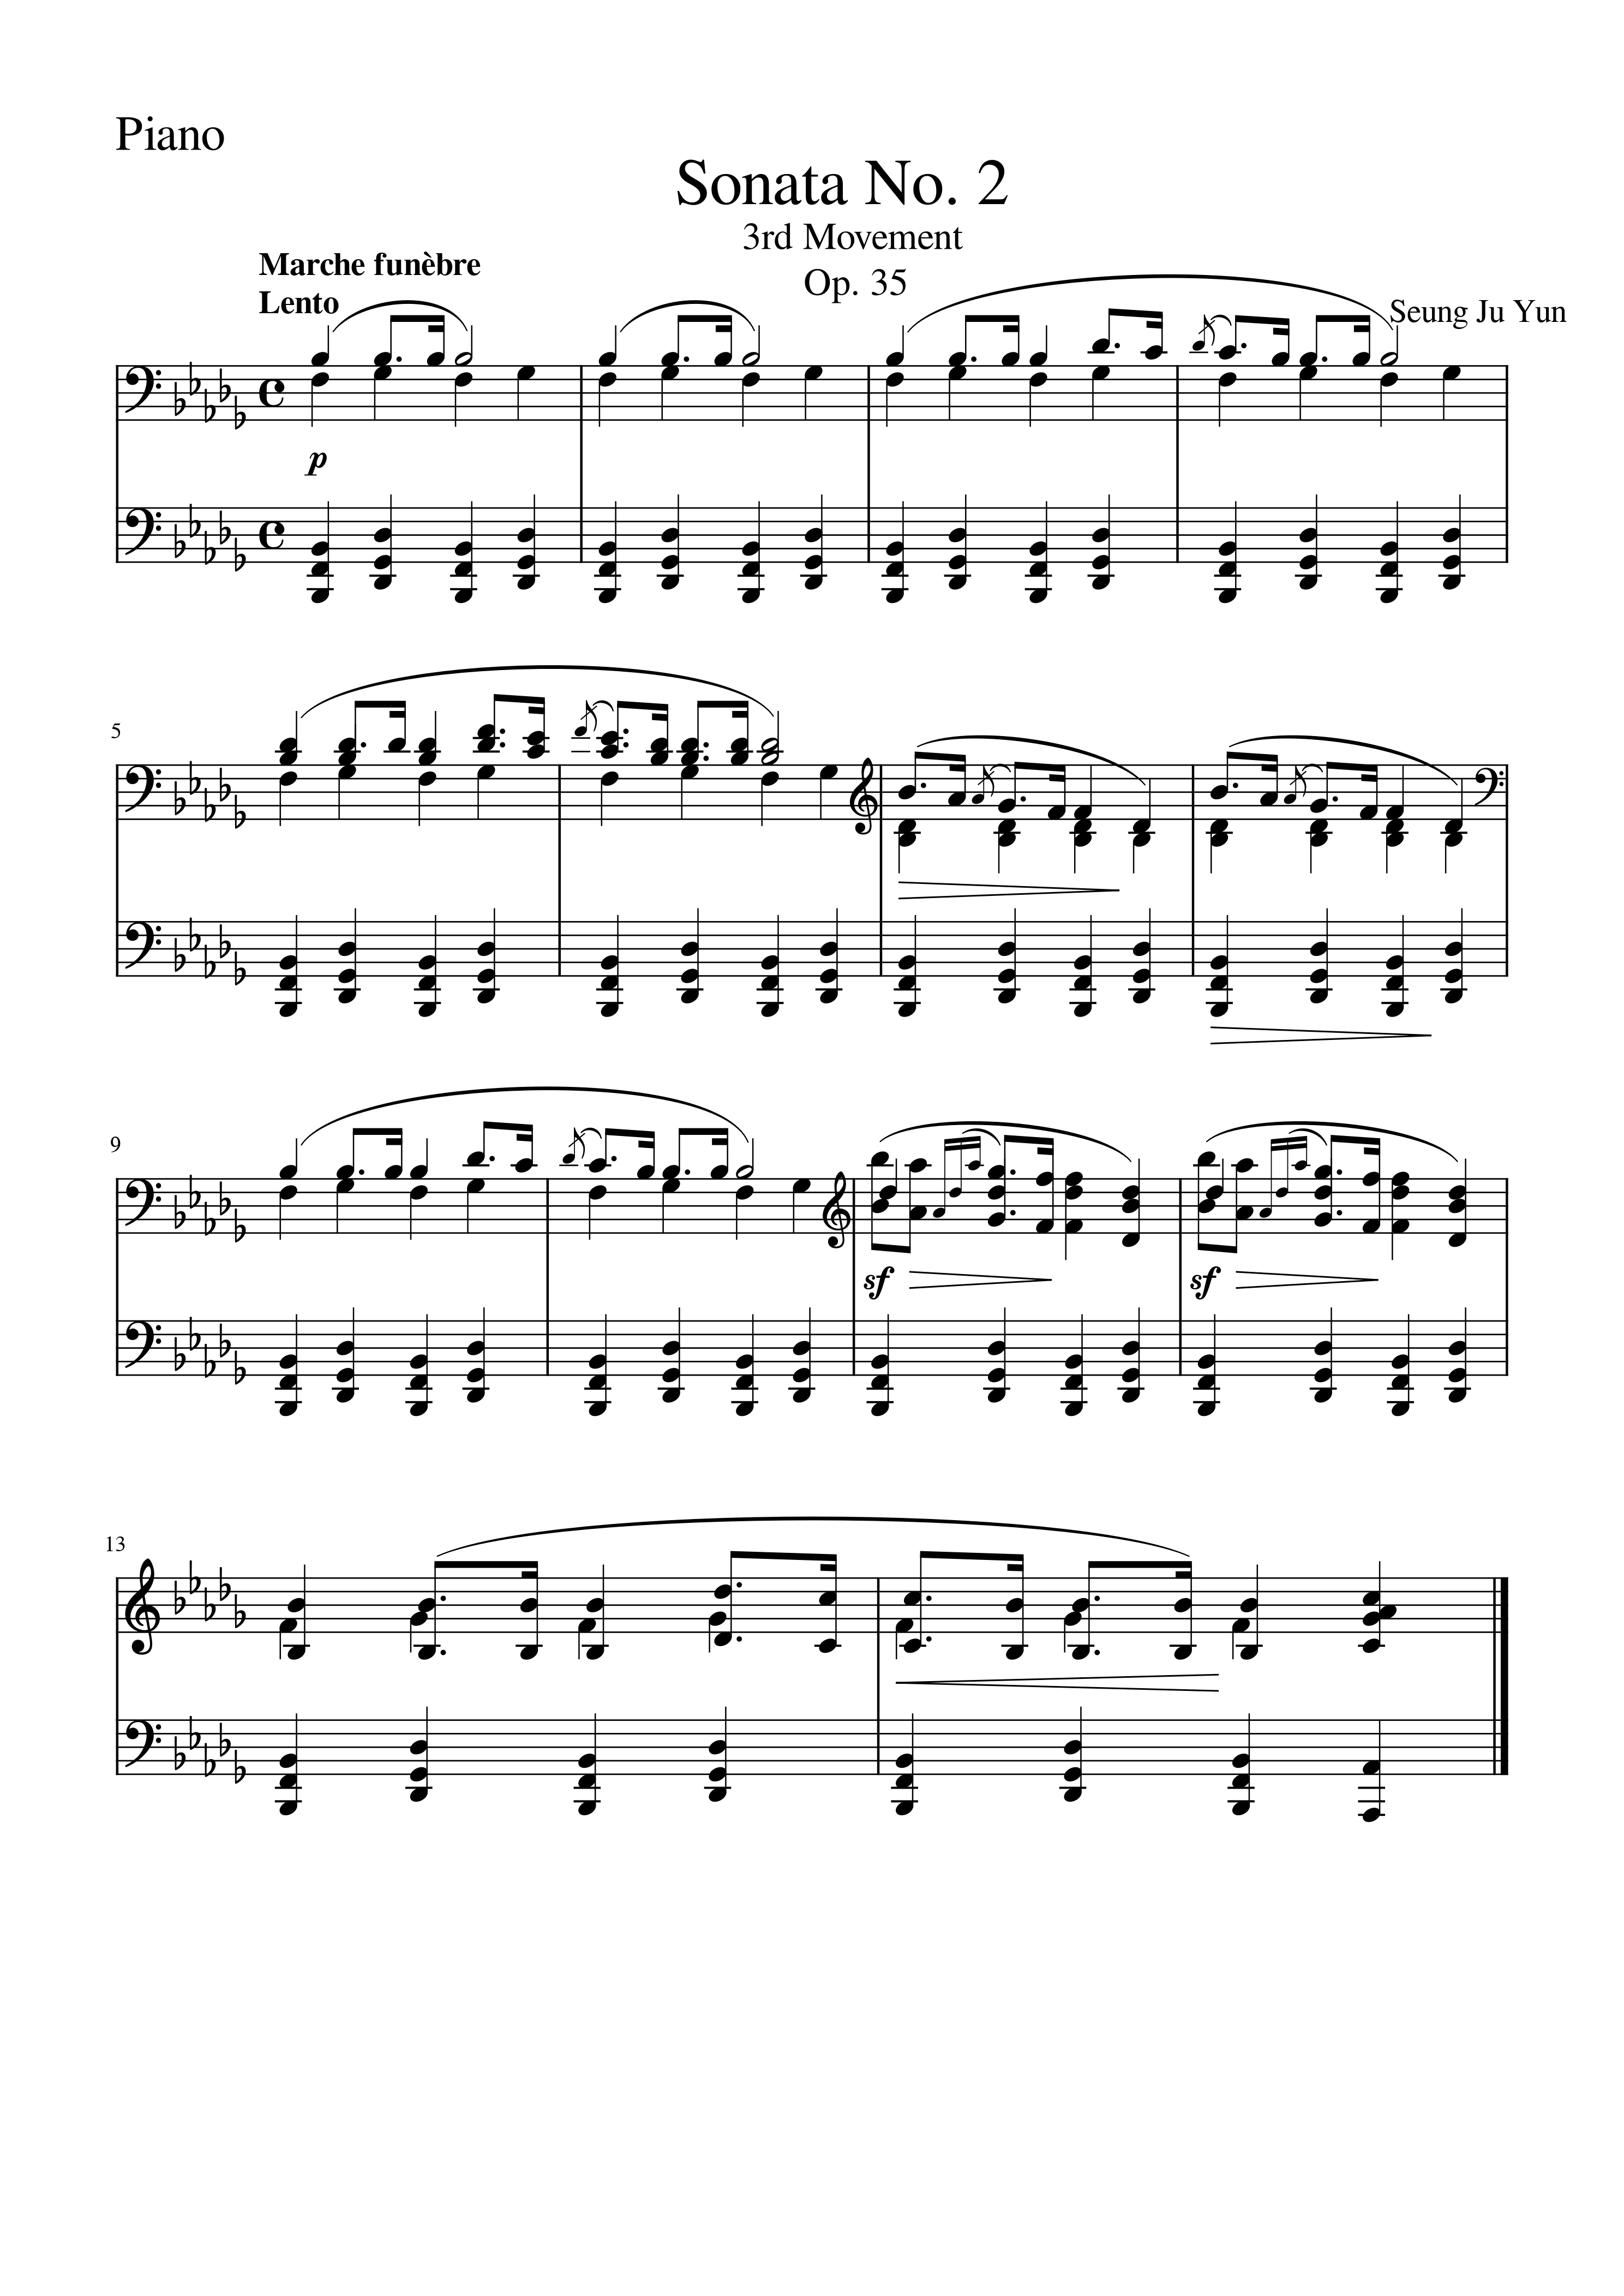 Piano
Sonata No. 2
3rd Movement
Op. 35
Marche funèbre
Lento
Seung Ju Yun
p
5
9
sf
sf
13